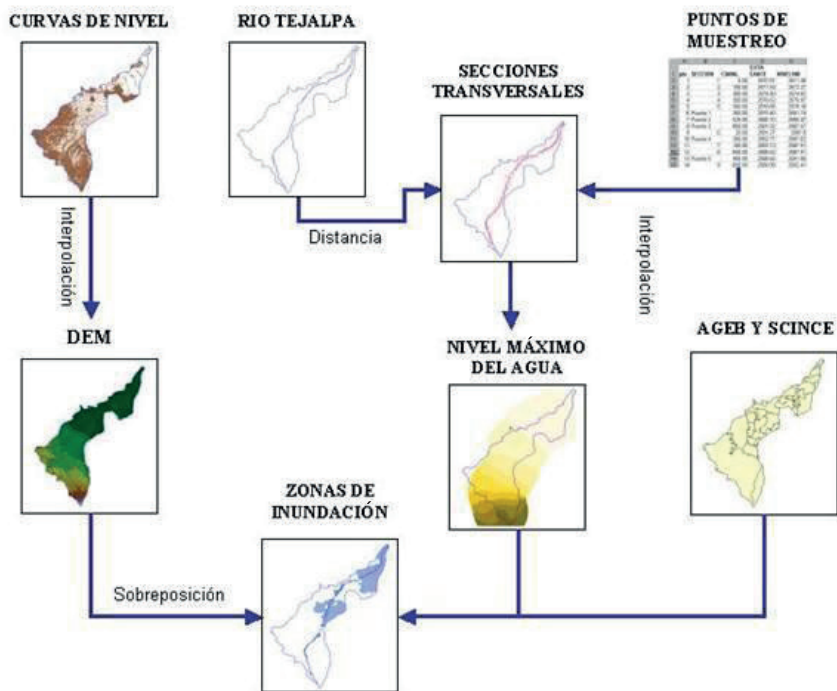 CURVAS DE NIVEL
RIO TEJALPA
SECCIONES
TRANSVERSALES
PUNTOS DE
MUESTREO
Interpolación
Distancia
Interpolación
DEM
NIVEL MÁXIMO
DEL AGUA
AGEB Y SCINCE
ZONAS DE
INUNDACIÓN
Sobreposición